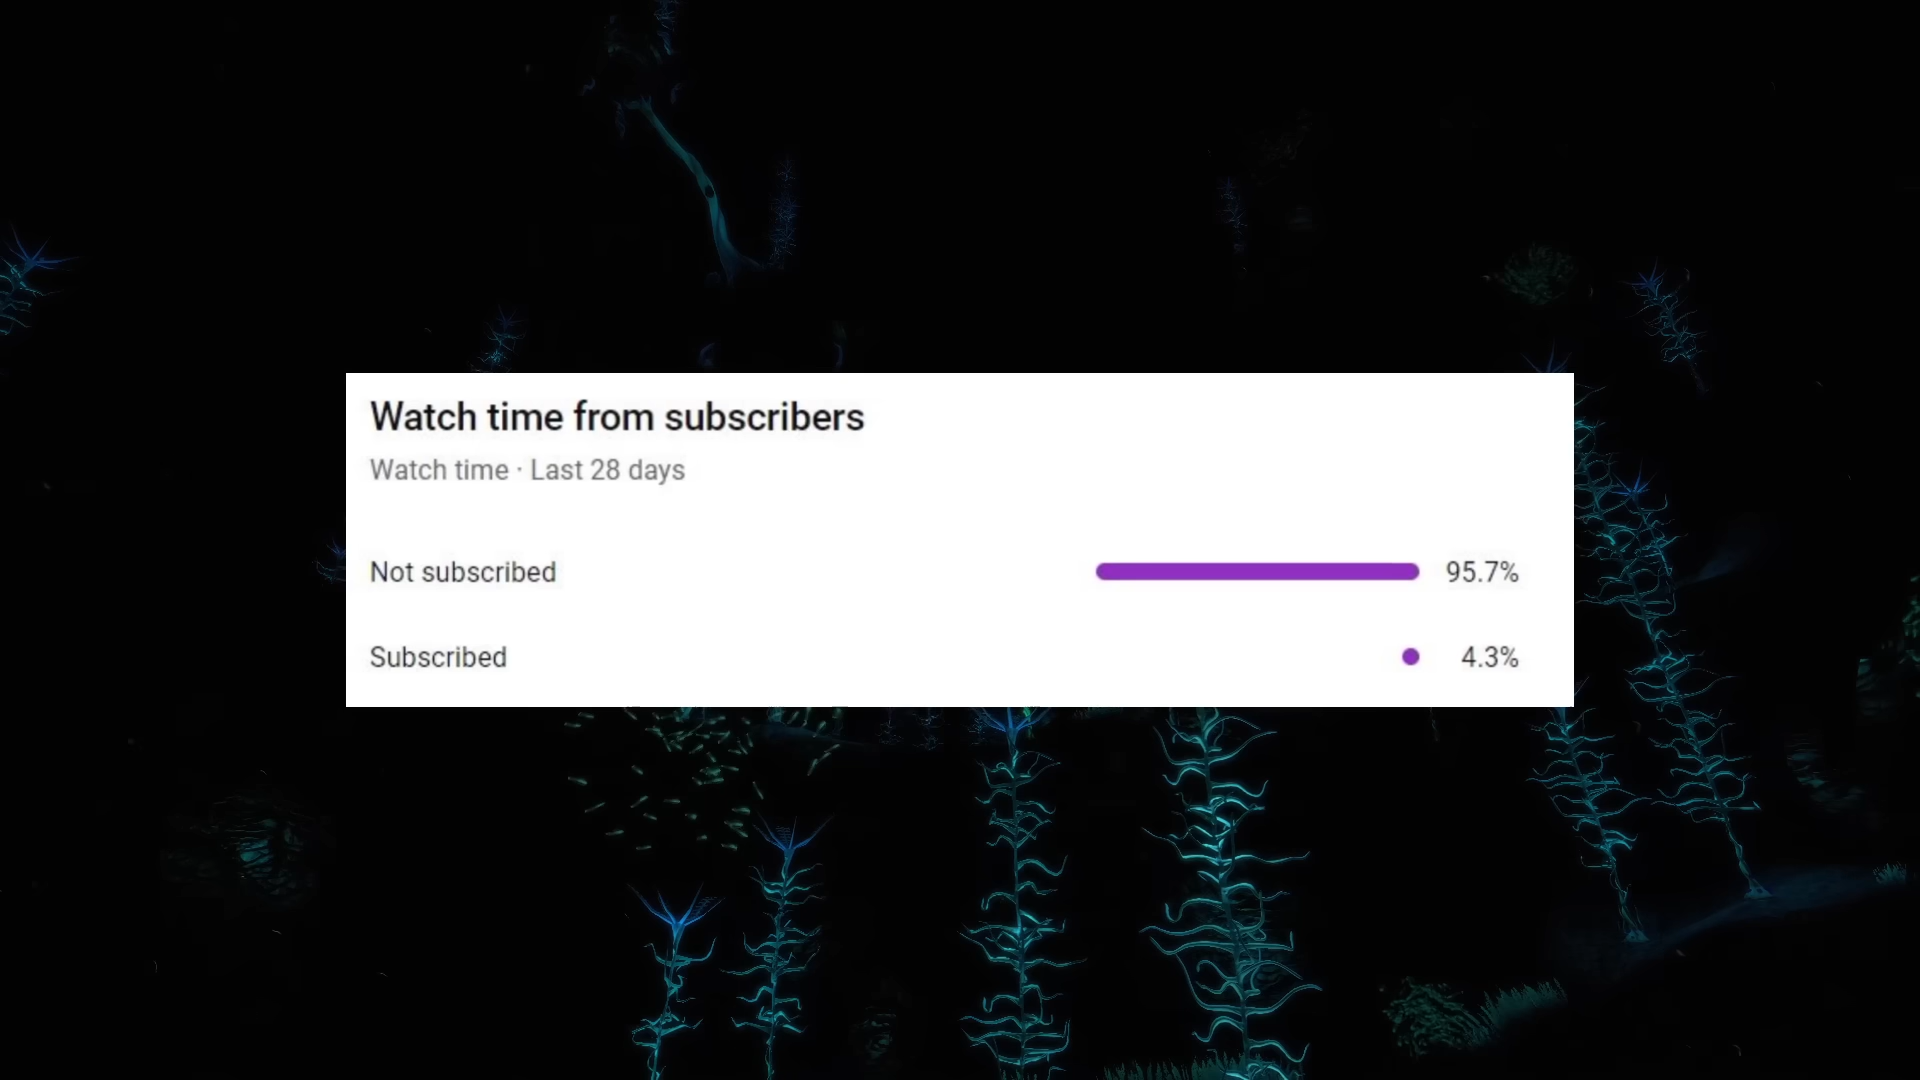 Watch time from subscribers
Watch time · Last 28 days
Not subscribed 95.7%
Subscribed 4.3%